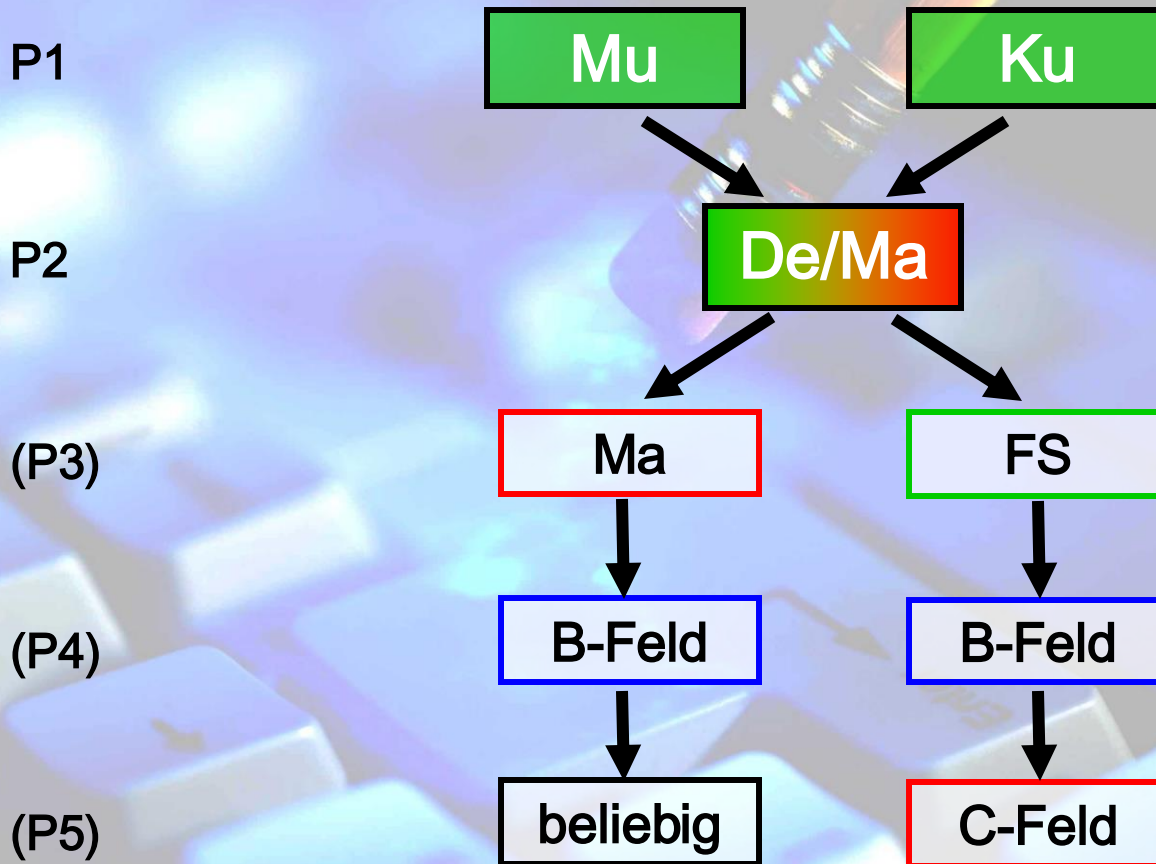 P1 Mu Ku
P2 De/Ma
(P3) Ma FS
(P4) B-Feld B-Feld
(P5) beliebig C-Feld